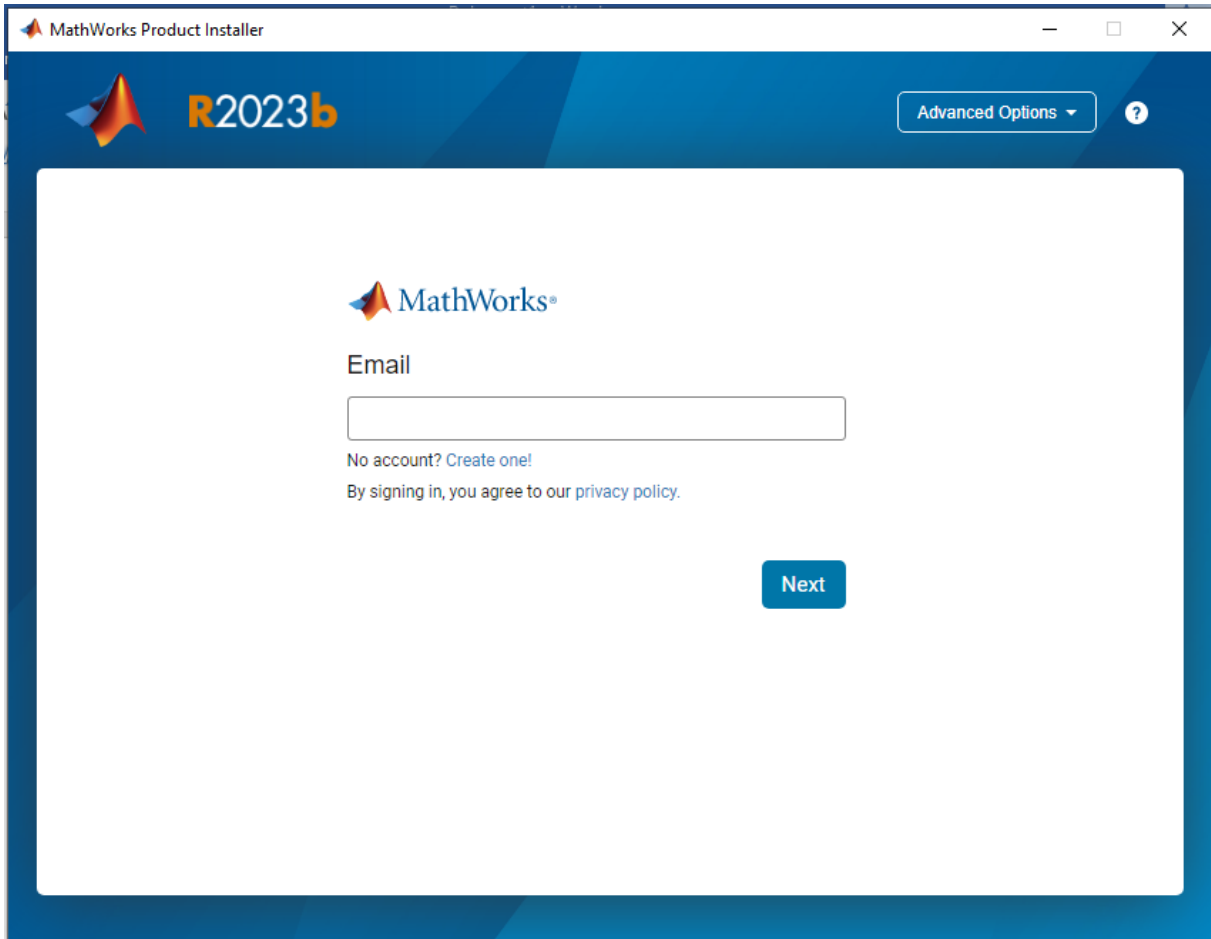 MathWorks Product Installer
R2023b
Advanced Options
?
MathWorks®
Email
No account? Create one!
By signing in, you agree to our privacy policy.
Next